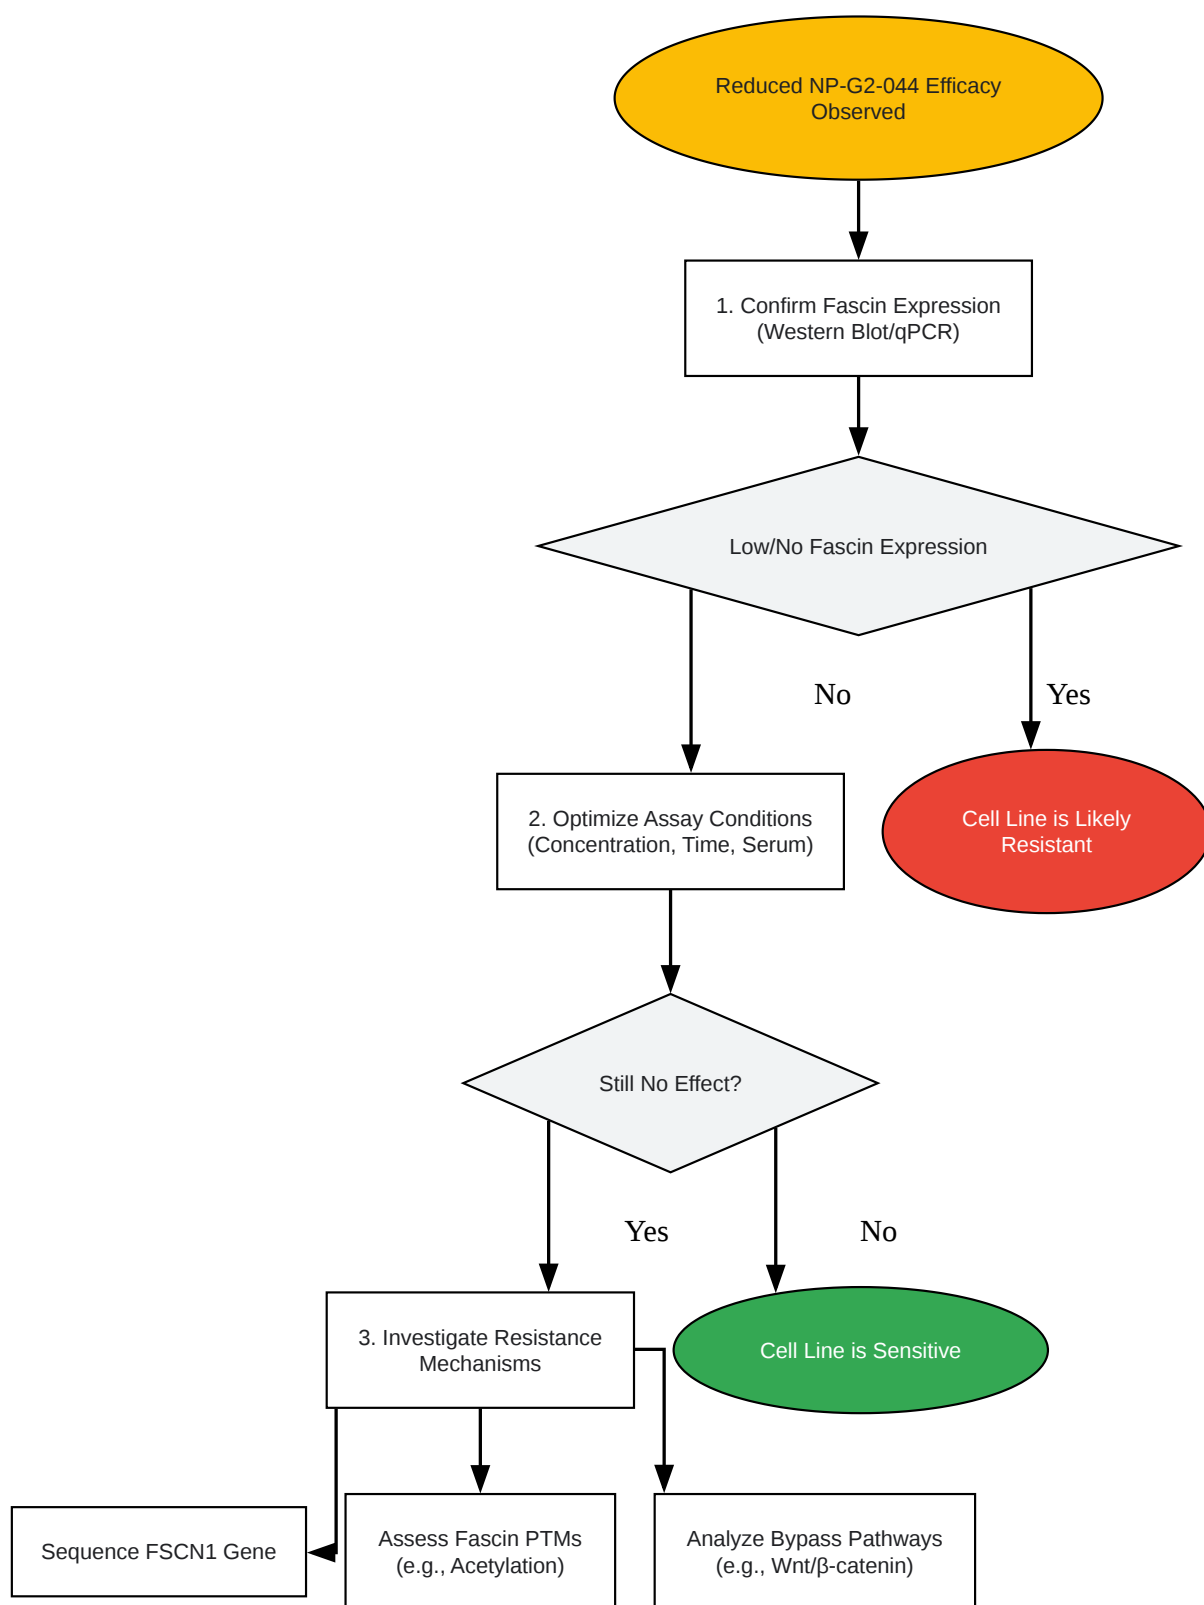 Reduced NP-G2-044 Efficacy
Observed
1. Confirm Fascin Expression
(Western Blot/qPCR)
Low/No Fascin Expression
No
Yes
2. Optimize Assay Conditions
(Concentration, Time, Serum)
Cell Line is Likely
Resistant
Still No Effect?
Yes
No
3. Investigate Resistance
Mechanisms
Cell Line is Sensitive
Sequence FSCN1 Gene
Assess Fascin PTMs
(e.g., Acetylation)
Analyze Bypass Pathways
(e.g., Wnt/β-catenin)